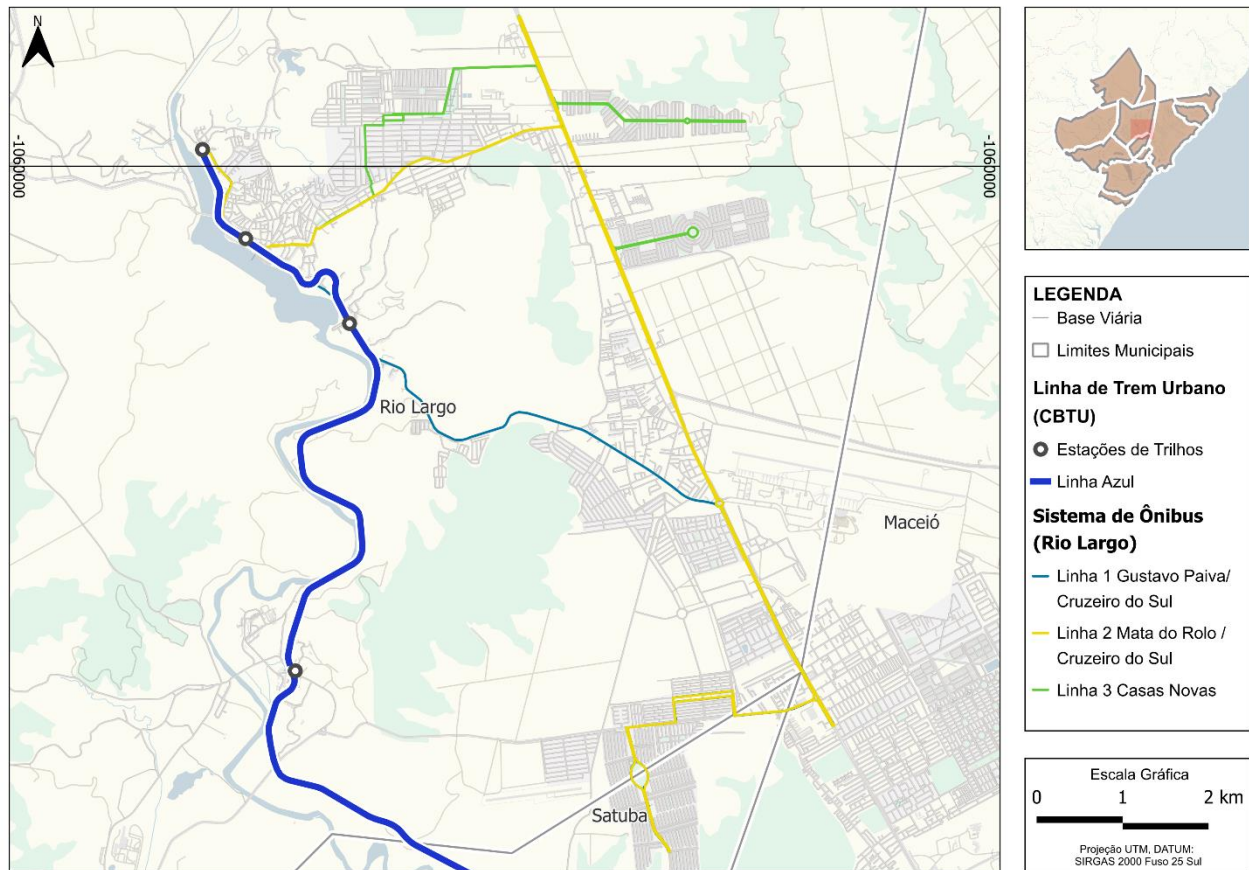 N
-1060000
-1060000
Rio Largo
Maceió
Satuba
LEGENDA
Base Viária
Limites Municipais
Linha de Trem Urbano
(CBTU)
Estações de Trilhos
Linha Azul
Sistema de Ônibus
(Rio Largo)
Linha 1 Gustavo Paiva/
Cruzeiro do Sul
Linha 2 Mata do Rolo /
Cruzeiro do Sul
Linha 3 Casas Novas
Escala Gráfica
0 1 2 km
Projeção UTM, DATUM:
SIRGAS 2000 Fuso 25 Sul